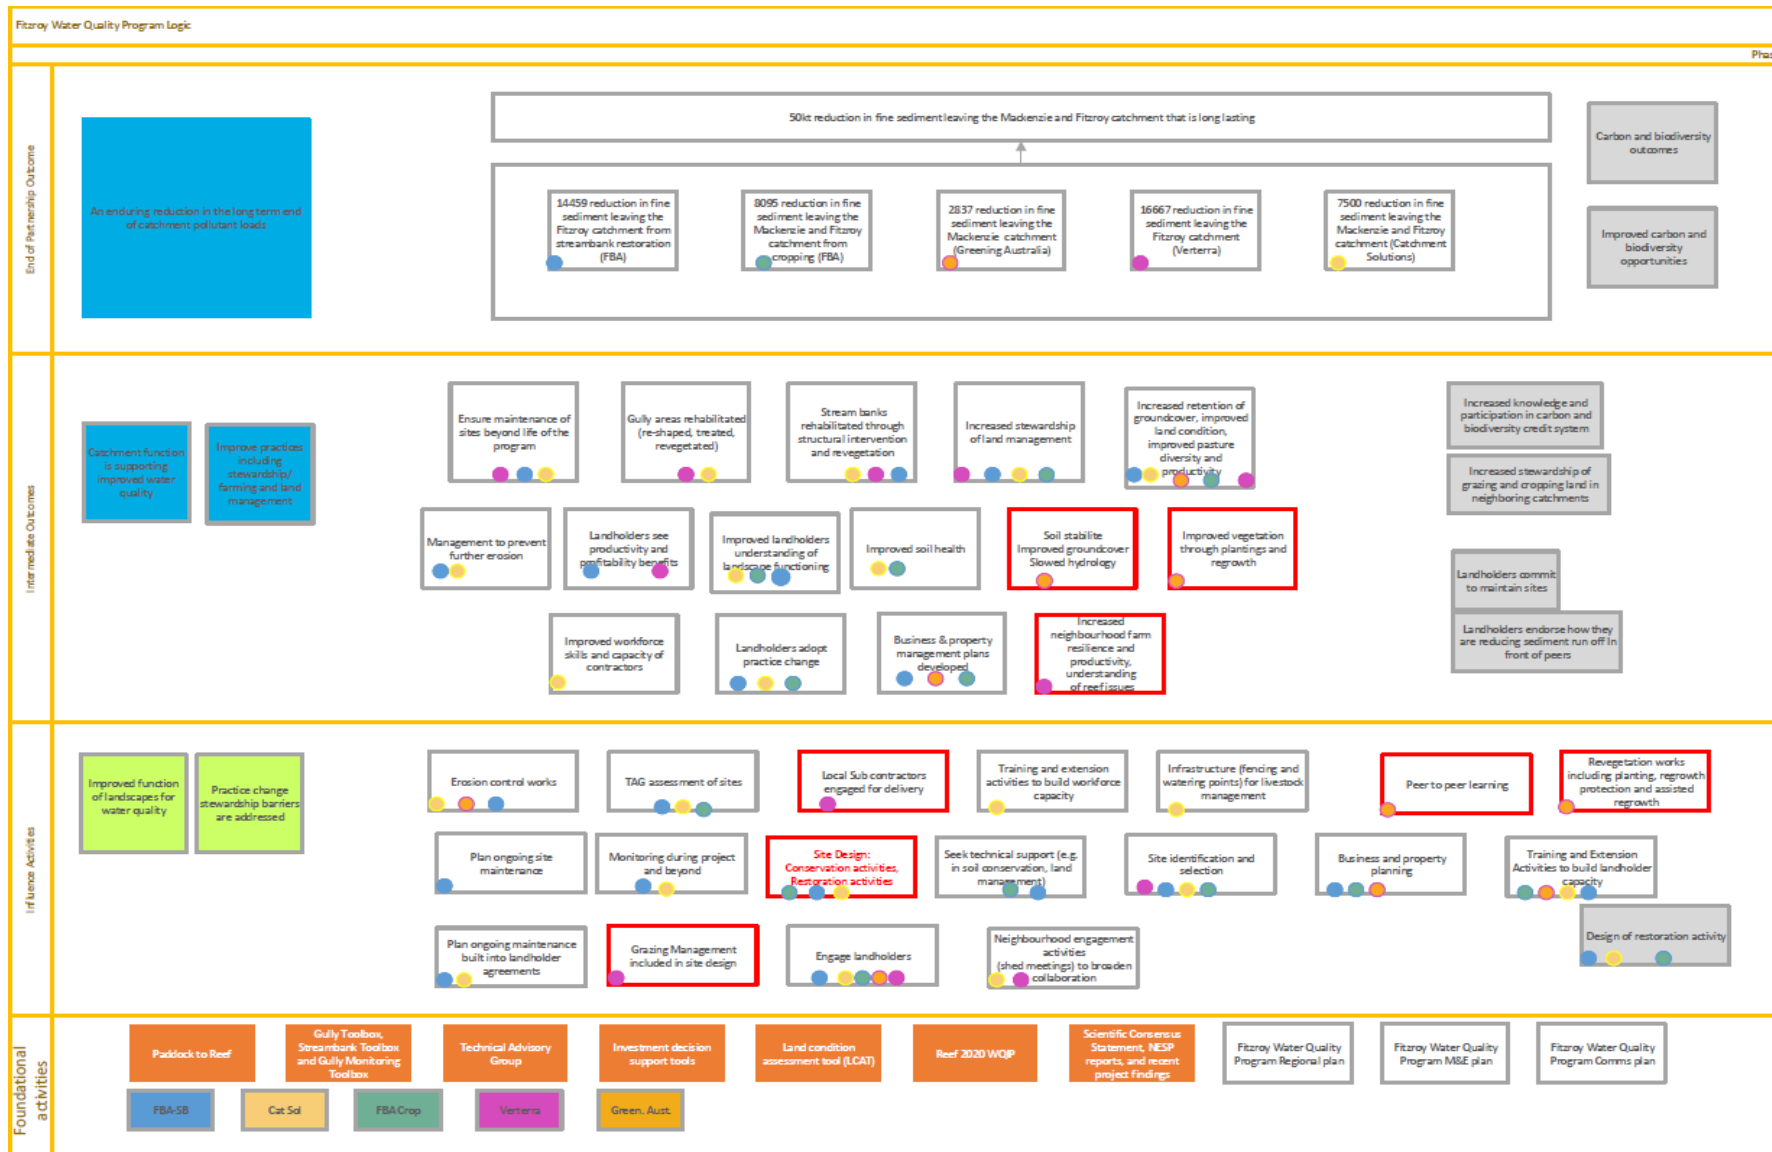 Fitzroy Water Quality Program Logic
Phas
End of Partnership Outcome
An enduring reduction in the long term end
of catchment pollutant loads
50kt reduction in fine sediment leaving the Mackenzie and Fitzroy catchment that is long lasting
14459 reduction in fine
sediment leaving the
Fitzroy catchment from
streambank restoration
(FBA)
8095 reduction in fine
sediment leaving the
Mackenzie and Fitzroy
catchment from
cropping (FBA)
2837 reduction in fine
sediment leaving the
Mackenzie catchment
(Greening Australia)
16667 reduction in fine
sediment leaving the
Fitzroy catchment
(Verterra)
7500 reduction in fine
sediment leaving the
Mackenzie and Fitzroy
catchment (Catchment
Solutions)
Carbon and biodiversity
outcomes
Improved carbon and
biodiversity
opportunities
Intermediate Outcomes
Catchment function
is supporting
improved water
quality
Improve practices
including
stewardship/
farming and land
management
Ensure maintenance of
sites beyond life of the
program
Gully areas rehabilitated
(re-shaped, treated,
revegetated)
Stream banks
rehabilitated through
structural intervention
and revegetation
Increased stewardship
of land management
Increased retention of
groundcover, improved
land condition,
improved pasture
diversity and
productivity
Increased knowledge and
participation in carbon and
biodiversity credit system
Increased stewardship of
grazing and cropping land in
neighboring catchments
Management to prevent
further erosion
Landholders see
productivity and
profitability benefits
Improved landholders
understanding of
landscape functioning
Improved soil health
Soil stabilite
Improved groundcover
Slowed hydrology
Improved vegetation
through plantings and
regrowth
Landholders commit
to maintain sites
Landholders endorse how they
are reducing sediment run off in
front of peers
Improved workforce
skills and capacity of
contractors
Landholders adopt
practice change
Business & property
management plans
developed
Increased
neighbourhood farm
resilience and
productivity,
understanding
of reef issues
Influence Activities
Improved function
of landscapes for
water quality
Practice change
stewardship barriers
are addressed
Erosion control works
TAG assessment of sites
Local Sub contractors
engaged for delivery
Training and extension
activities to build workforce
capacity
Infrastructure (fencing and
watering points) for livestock
management
Peer to peer learning
Revegetation works
including planting, regrowth
protection and assisted
regrowth
Plan ongoing site
maintenance
Monitoring during project
and beyond
Site Design:
Conservation activities,
Restoration activities
Seek technical support (e.g.
in soil conservation, land
management)
Site identification and
selection
Business and property
planning
Training and Extension
Activities to build landholder
capacity
Plan ongoing maintenance
built into landholder
agreements
Grazing Management
included in site design
Engage landholders
Neighbourhood engagement
activities
(shed meetings) to broaden
collaboration
Design of restoration activity
Foundational
activities
Paddock to Reef
Gully Toolbox,
Streambank Toolbox
and Gully Monitoring
Toolbox
Technical Advisory
Group
Investment decision
support tools
Land condition
assessment tool (LCAT)
Reef 2020 WQIP
Scientific Consensus
Statement, NESP
reports, and recent
project findings
Fitzroy Water Quality
Program Regional plan
Fitzroy Water Quality
Program M&E plan
Fitzroy Water Quality
Program Comms plan
FBA-SB
Cat Sol
FBA Crop
Verterra
Green. Aust.